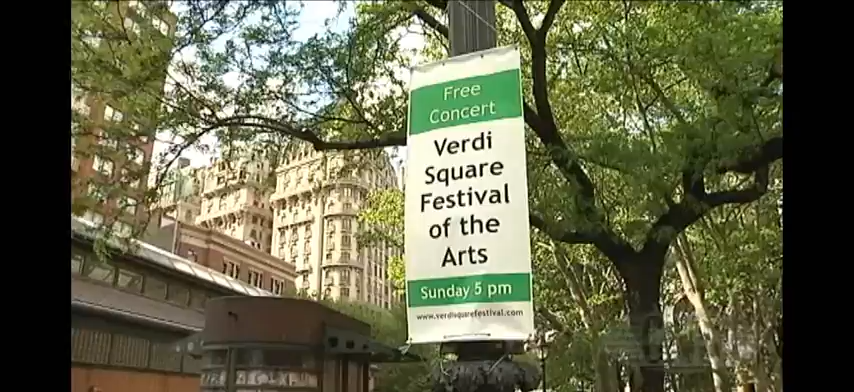 Free
Concert
Verdi
Square
Festival
of the
Arts
Sunday 5 pm
www.verdisquarefestival.com